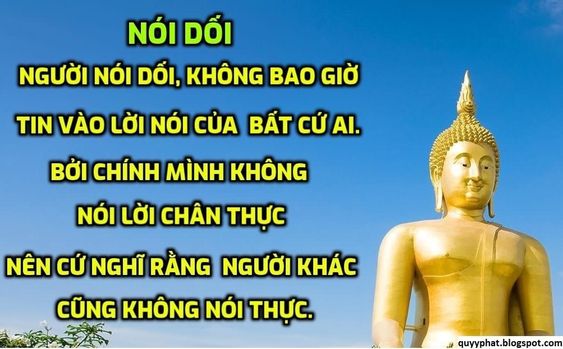 NÓI DỐI
NGƯỜI NÓI DỐI, KHÔNG BAO GIỜ
TIN VÀO LỜI NÓI CỦA BẤT CỨ AI.
BỞI CHÍNH MÌNH KHÔNG
NÓI LỜI CHÂN THỰC
NÊN CỨ NGHĨ RẰNG NGƯỜI KHÁC
CŨNG KHÔNG NÓI THỰC.
quyyphat.blogspot.com